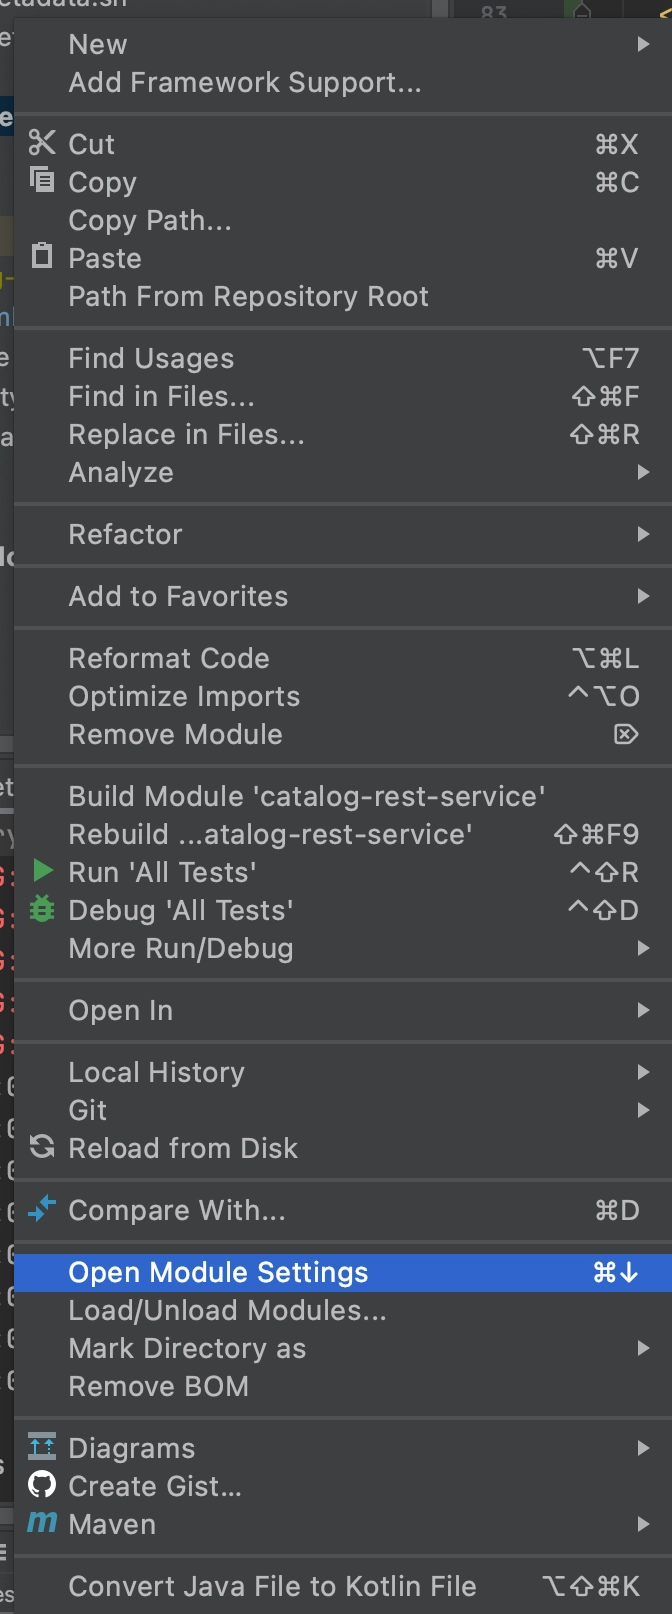 etadata.sh
83
New
Add Framework Support...
Cut ⌘X
Copy ⌘C
Copy Path...
Paste ⌘V
Path From Repository Root
Find Usages ⌥F7
Find in Files... ⇧⌘F
Replace in Files... ⇧⌘R
Analyze
Refactor
Add to Favorites
Reformat Code ⌥⌘L
Optimize Imports ^⌥O
Remove Module ⌦
Build Module 'catalog-rest-service'
Rebuild ...atalog-rest-service' ⇧⌘F9
Run 'All Tests' ^⇧R
Debug 'All Tests' ^⇧D
More Run/Debug
Open In
Local History
Git
Reload from Disk
Compare With... ⌘D
Open Module Settings ⌘↓
Load/Unload Modules...
Mark Directory as
Remove BOM
Diagrams
Create Gist...
m Maven
Convert Java File to Kotlin File ⌥⇧⌘K